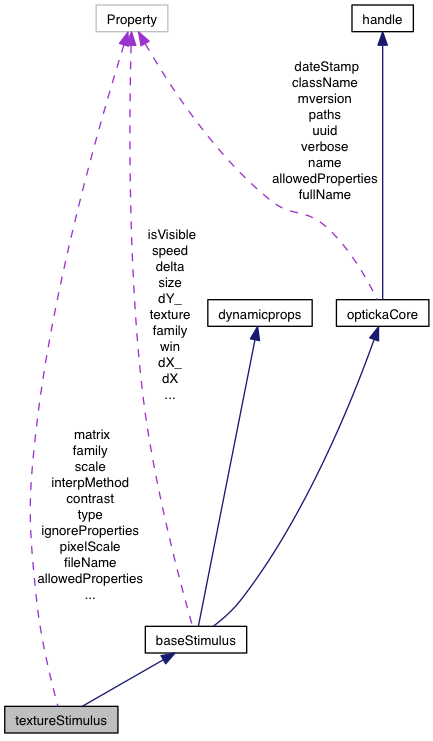 Property
handle
dateStamp
className
mversion
paths
uuid
verbose
name
allowedProperties
fullName
isVisible
speed
delta
size
dY_
texture
family
win
dX_
dX
...
dynamicprops
optickaCore
matrix
family
scale
interpMethod
contrast
type
ignoreProperties
pixelScale
fileName
allowedProperties
...
baseStimulus
textureStimulus